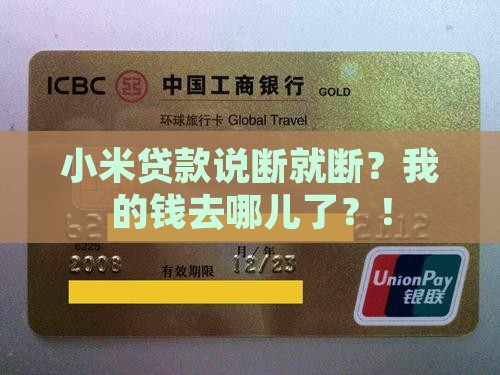 ICBC 中国工商银行 GOLD
环球旅行卡 Global Travel
小米贷款说断就断？我
的钱去哪儿了？！
6225
月／年
2008 有效期限 12/23
UnionPay
银联